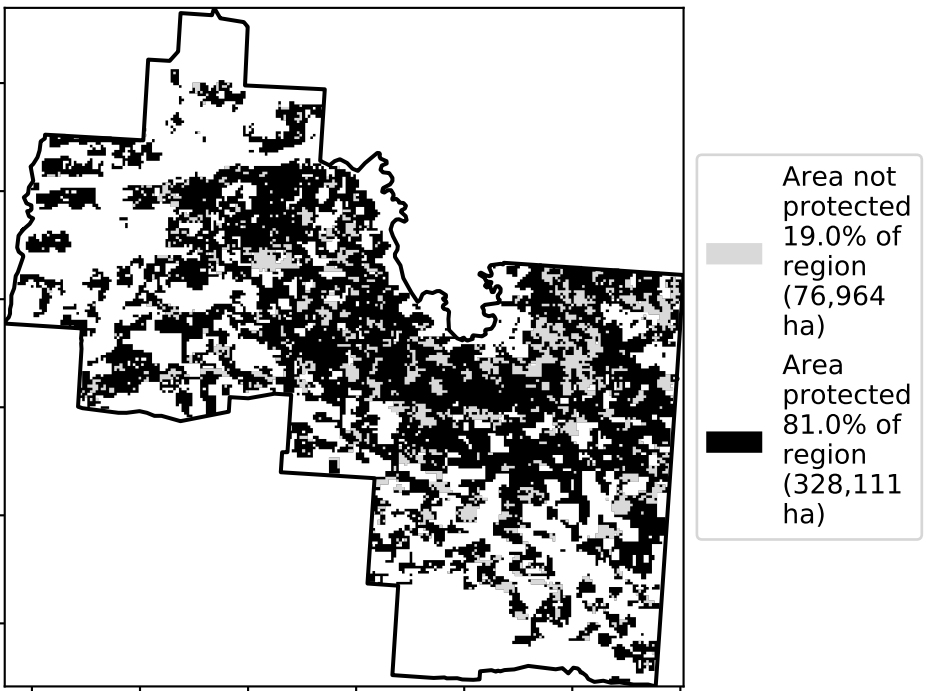 Area not
protected
19.0% of
region
(76,964
ha)
Area
protected
81.0% of
region
(328,111
ha)